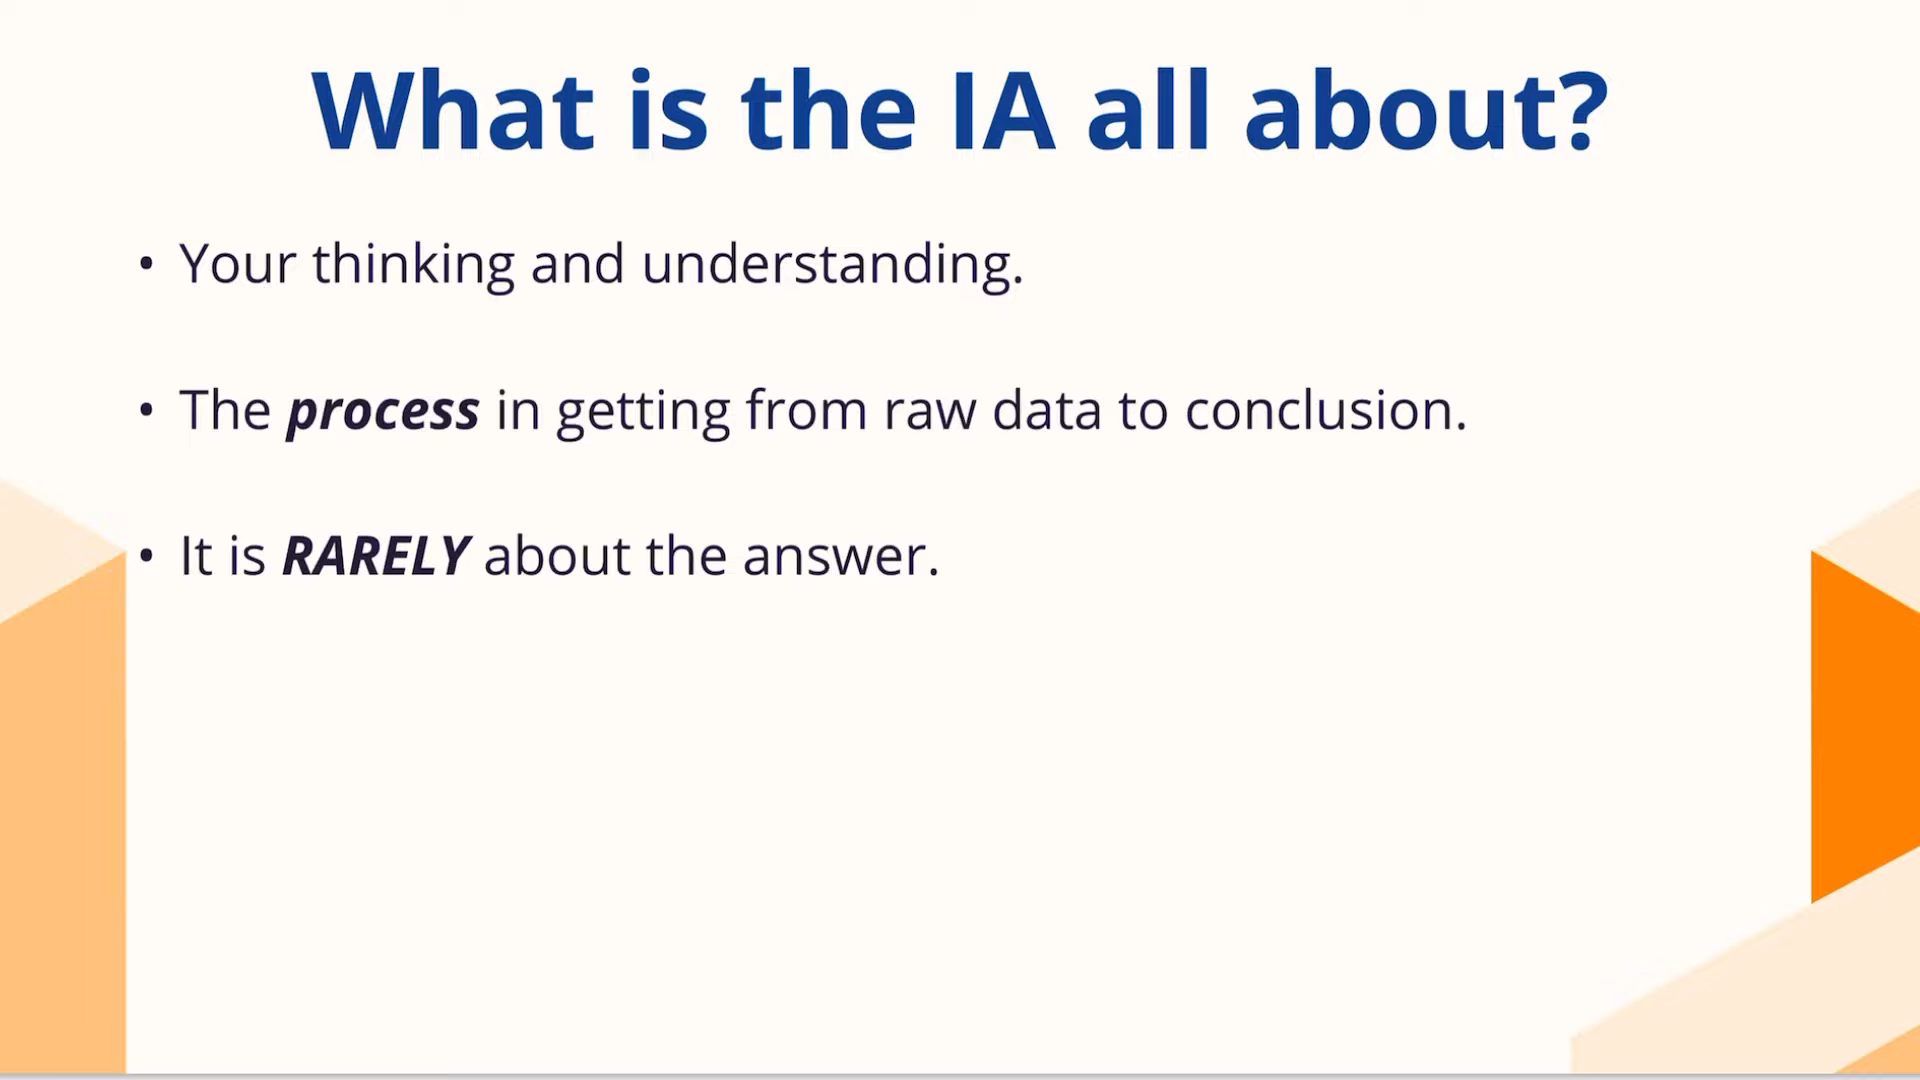 What is the IA all about?
• Your thinking and understanding.
• The process in getting from raw data to conclusion.
• It is RARELY about the answer.